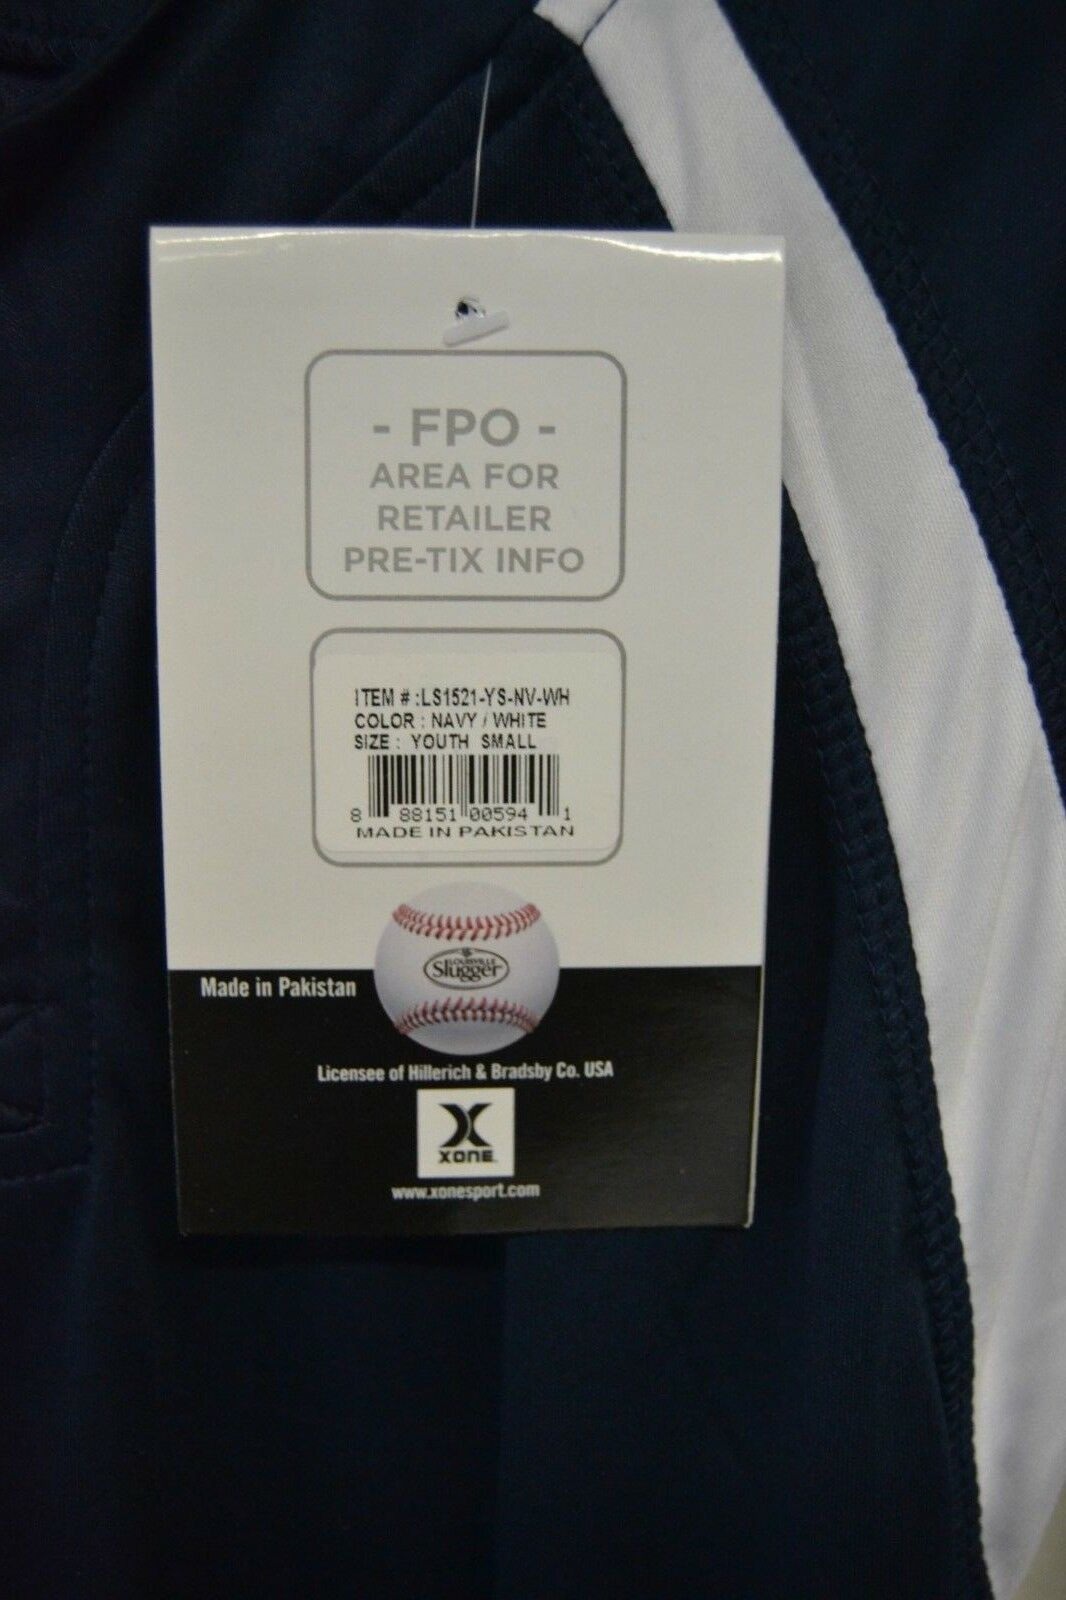 - FPO -
AREA FOR
RETAILER
PRE-TIX INFO
ITEM # :LS1521-YS-NV-WH
COLOR : NAVY / WHITE
SIZE : YOUTH SMALL
8 88151 00594 1
MADE IN PAKISTAN
LOUISVILLE
Slugger
Made in Pakistan
Licensee of Hillerich & Bradsby Co. USA
XONE
www.xonesport.com